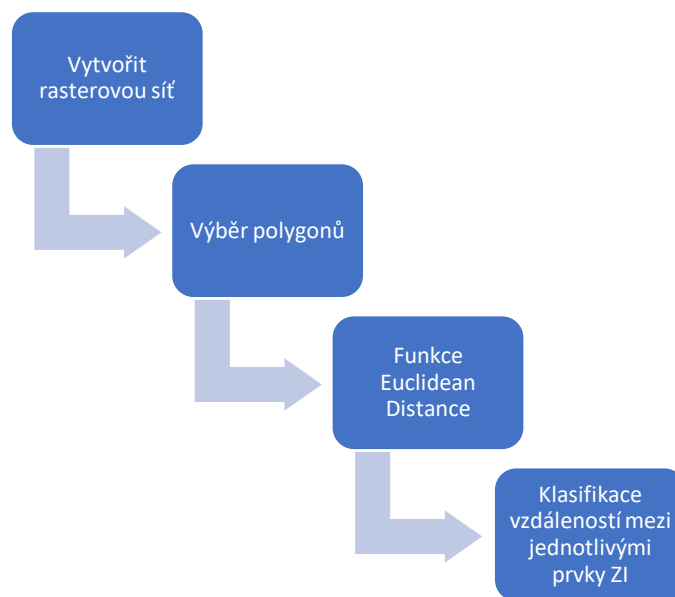 Vytvořit
rasterovou síť
Výběr polygonů
Funkce
Euclidean
Distance
Klasifikace
vzdáleností mezi
jednotlivými
prvky ZI